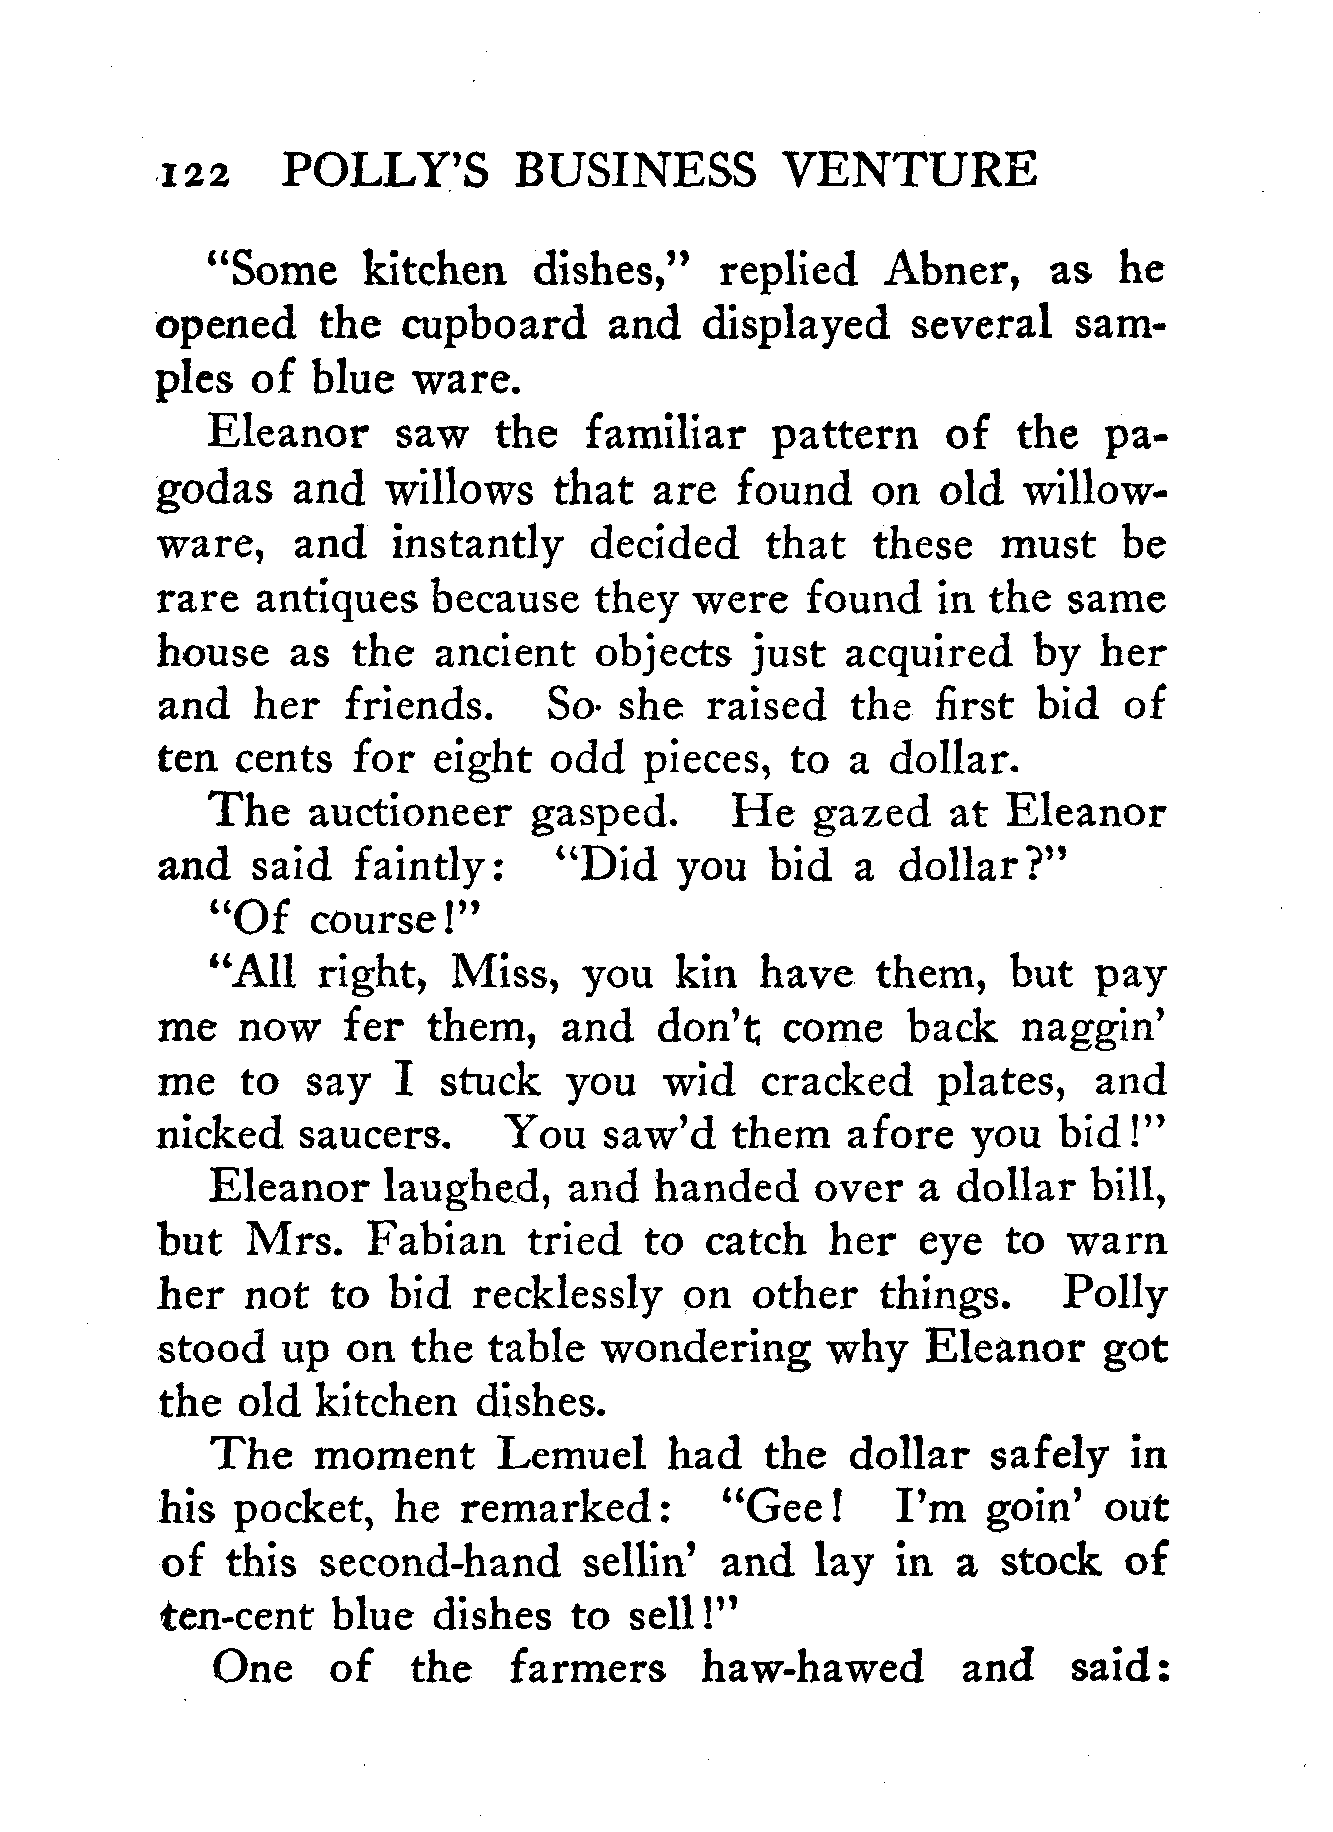 122 POLLY'S BUSINESS VENTURE
"Some kitchen dishes," replied Abner, as he
opened the cupboard and displayed several sam-
ples of blue ware.
Eleanor saw the familiar pattern of the pa-
godas and willows that are found on old willow-
ware, and instantly decided that these must be
rare antiques because they were found in the same
house as the ancient objects just acquired by her
and her friends. So she raised the first bid of
ten cents for eight odd pieces, to a dollar.
The auctioneer gasped. He gazed at Eleanor
and said faintly: "Did you bid a dollar?"
"Of course!"
"All right, Miss, you kin have them, but pay
me now fer them, and don't come back naggin'
me to say I stuck you wid cracked plates, and
nicked saucers. You saw'd them afore you bid!"
Eleanor laughed, and handed over a dollar bill,
but Mrs. Fabian tried to catch her eye to warn
her not to bid recklessly on other things. Polly
stood up on the table wondering why Eleanor got
the old kitchen dishes.
The moment Lemuel had the dollar safely in
his pocket, he remarked: "Gee! I'm goin' out
of this second-hand sellin' and lay in a stock of
ten-cent blue dishes to sell!"
One of the farmers haw-hawed and said: